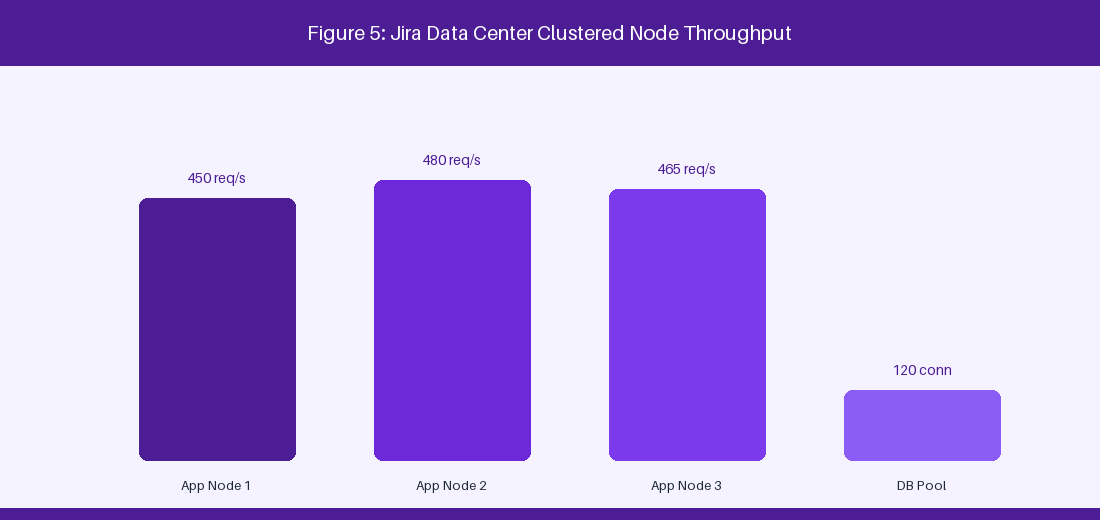 Figure 5: Jira Data Center Clustered Node Throughput
450 req/s
480 req/s
465 req/s
120 conn
App Node 1
App Node 2
App Node 3
DB Pool